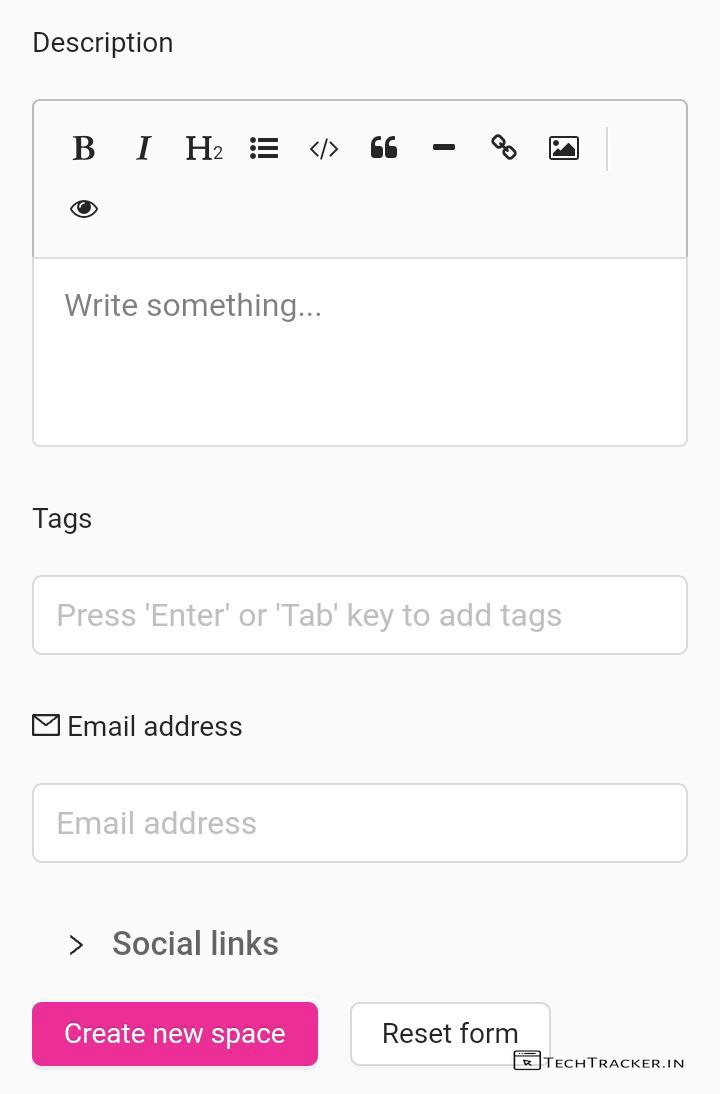 Description
B I H2 </>
Write something...
Tags
Press 'Enter' or 'Tab' key to add tags
Email address
Email address
> Social links
Create new space Reset form
TECHTRACKER.IN